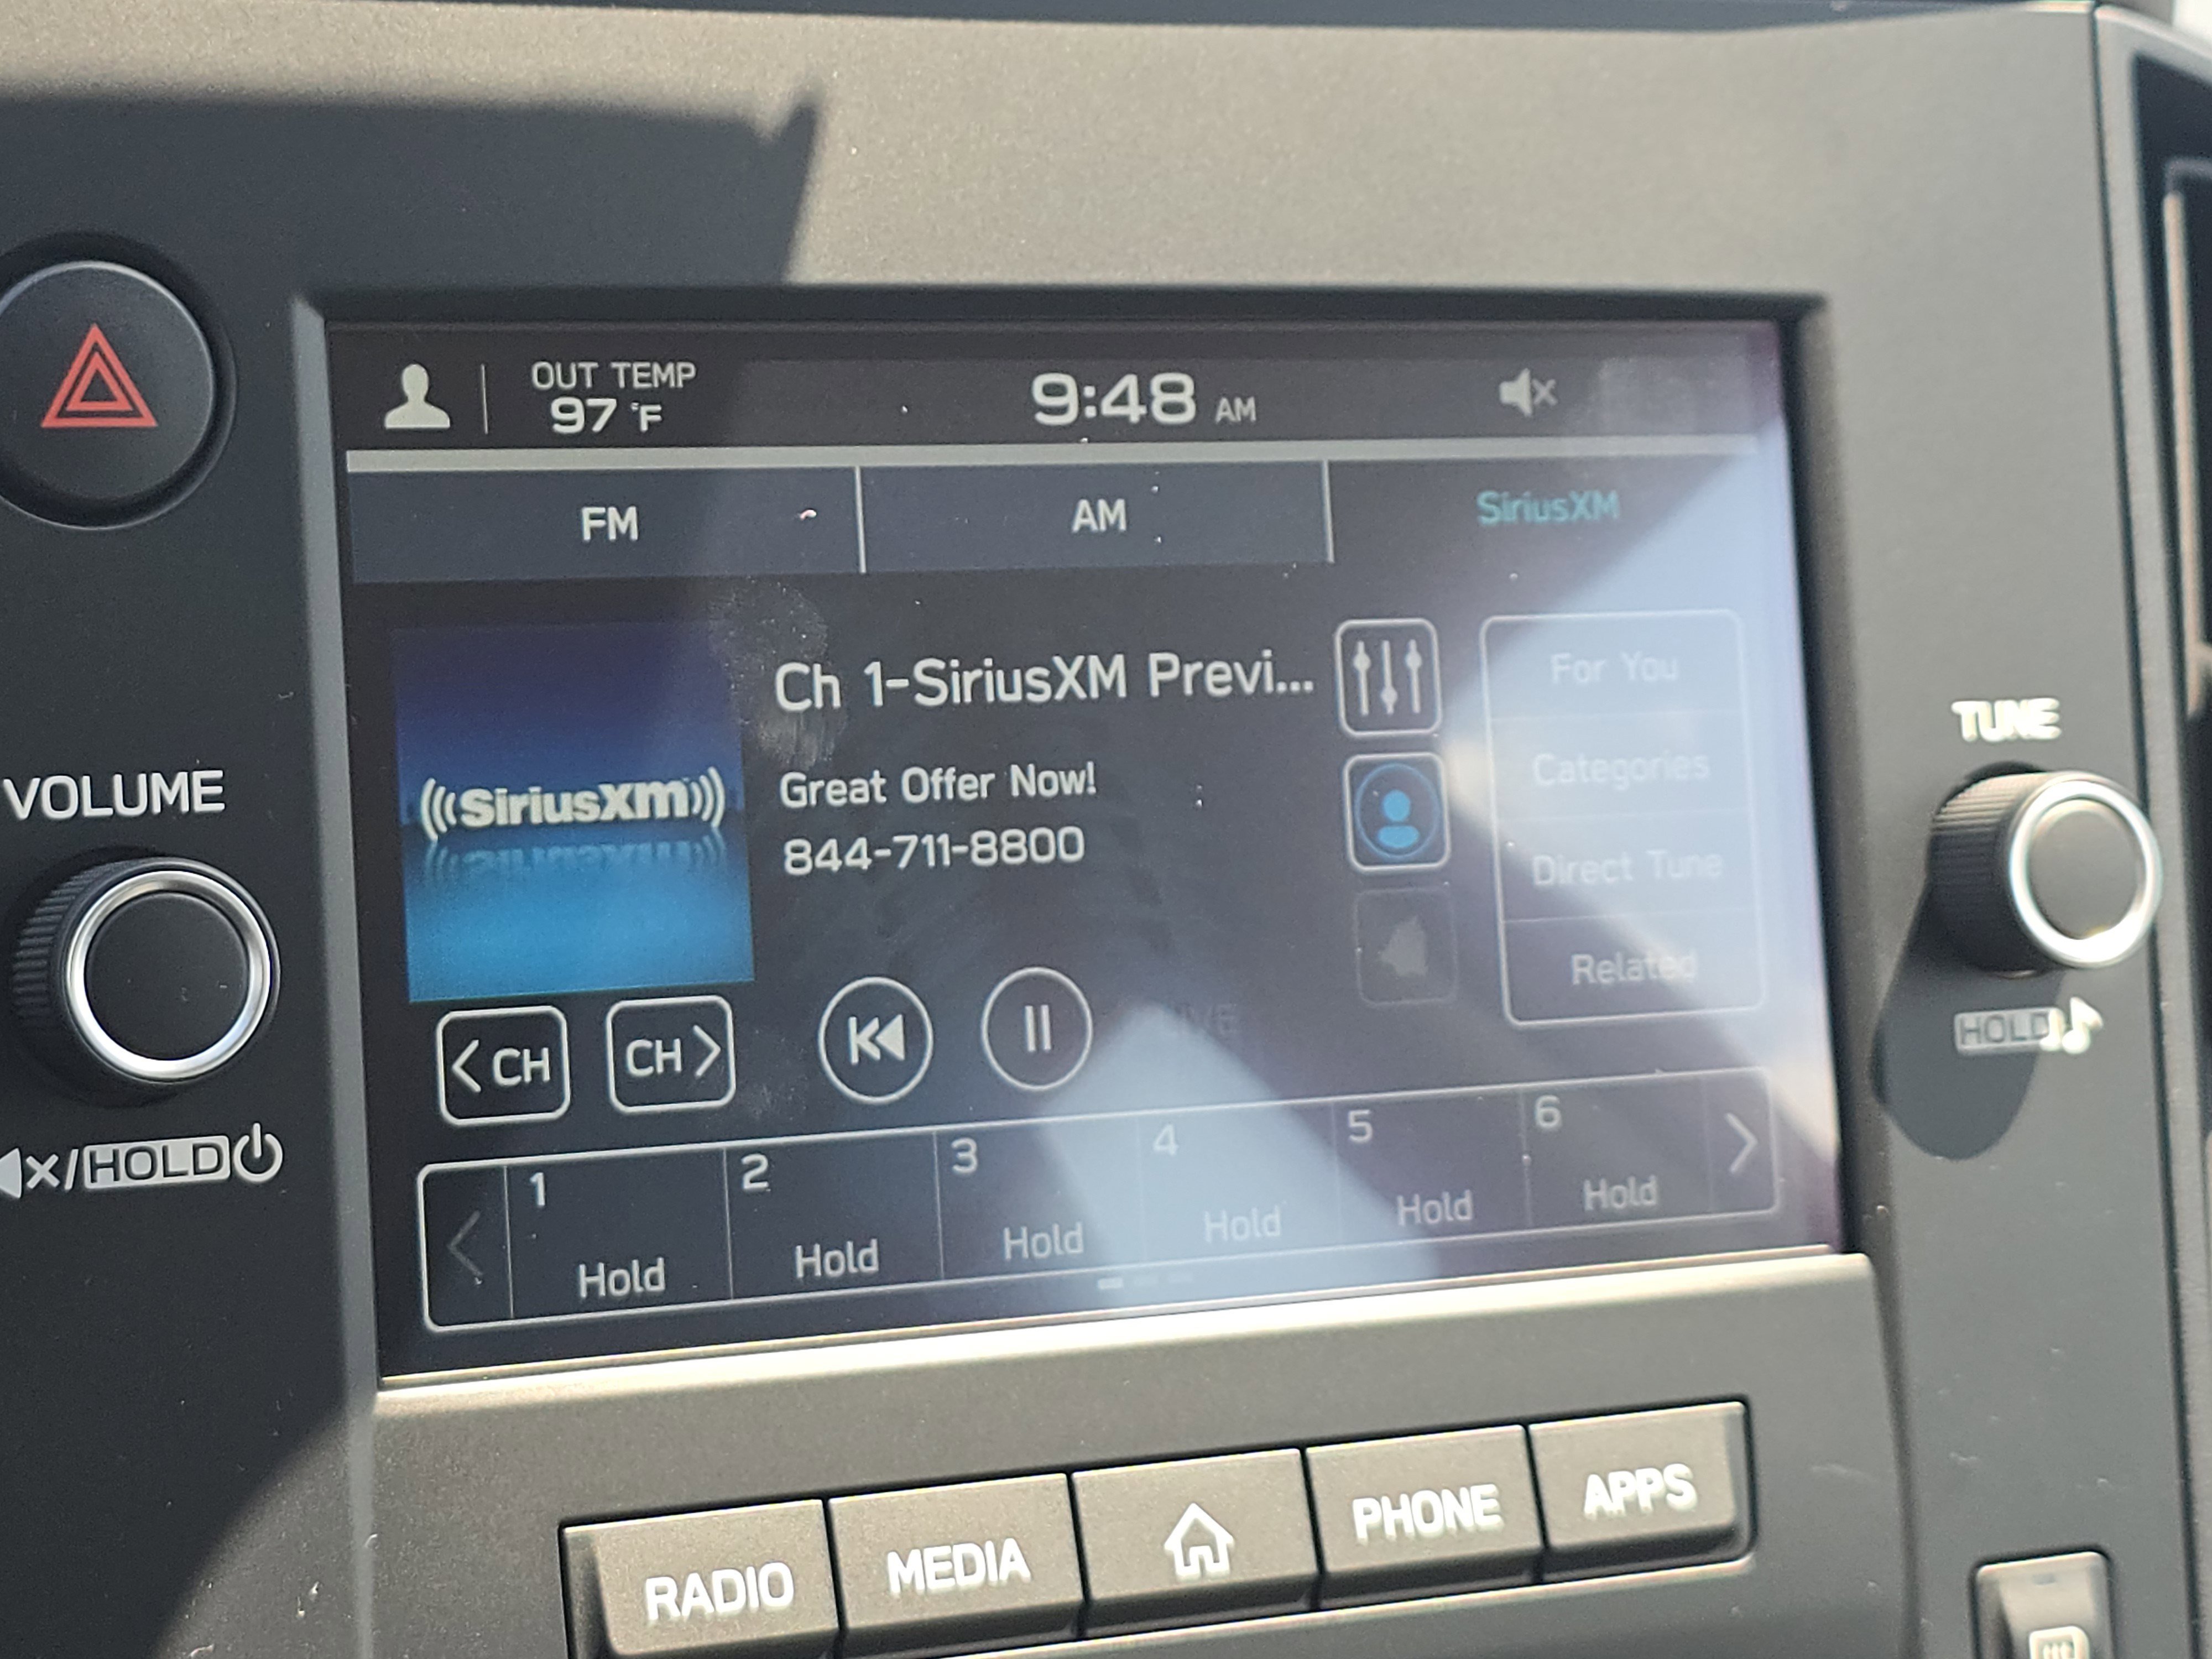 OUT TEMP
97 °F
9:48 AM
FM
AM
SiriusXM
Ch 1-SiriusXM Previ...
For You
Great Offer Now!
844-711-8800
SiriusXM
Categories
Direct Tune
Related
< CH
CH >
1
Hold
2
Hold
3
Hold
4
Hold
5
Hold
6
Hold
VOLUME
/HOLD
TUNE
HOLD
RADIO
MEDIA
PHONE
APPS